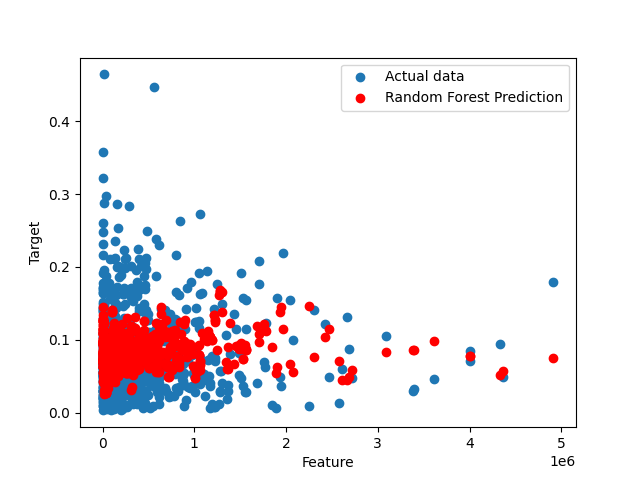 Actual data
Random Forest Prediction
Target
0.4
0.3
0.2
0.1
0.0
0 1 2 3 4 5
1e6
Feature